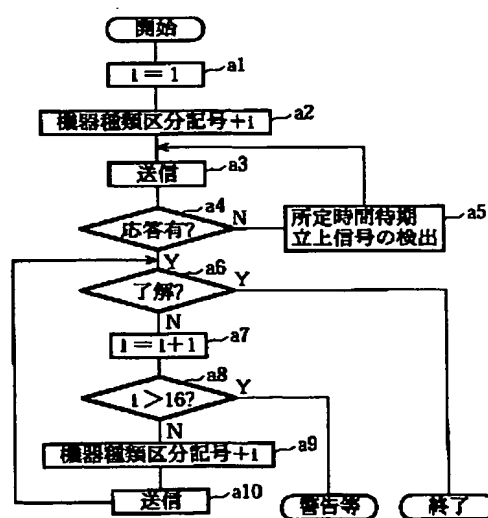 開始
i = 1
a1
機器種類区分記号+i
a2
送信
a3
応答有?
a4
N
所定時間待期
立上信号の検出
a5
Y
了解?
a6
Y
N
i = i+1
a7
i >16?
a8
Y
N
機器種類区分記号+i
a9
送信
a10
警告等
終了